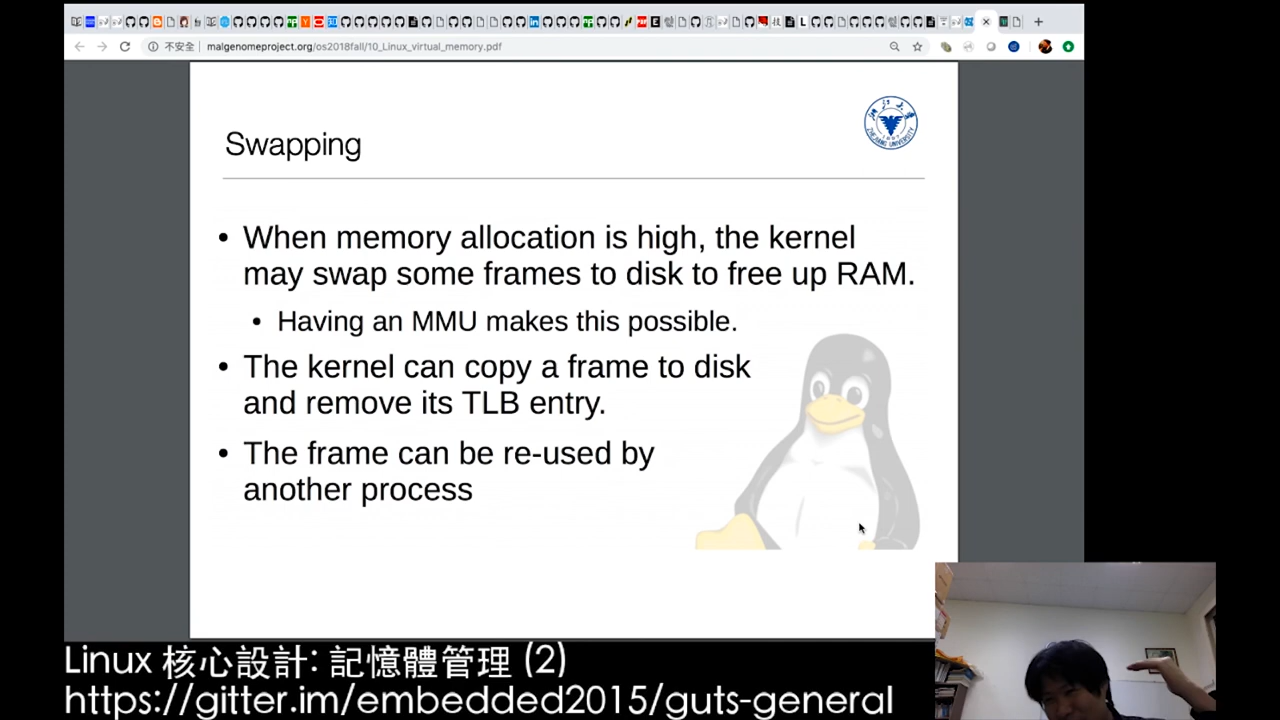 不安全 | malgenomeproject.org/os2018fall/10_Linux_virtual_memory.pdf
Swapping
• When memory allocation is high, the kernel
may swap some frames to disk to free up RAM.
• Having an MMU makes this possible.
• The kernel can copy a frame to disk
and remove its TLB entry.
• The frame can be re-used by
another process
Linux 核心設計: 記憶體管理 (2)
https://gitter.im/embedded2015/guts-general